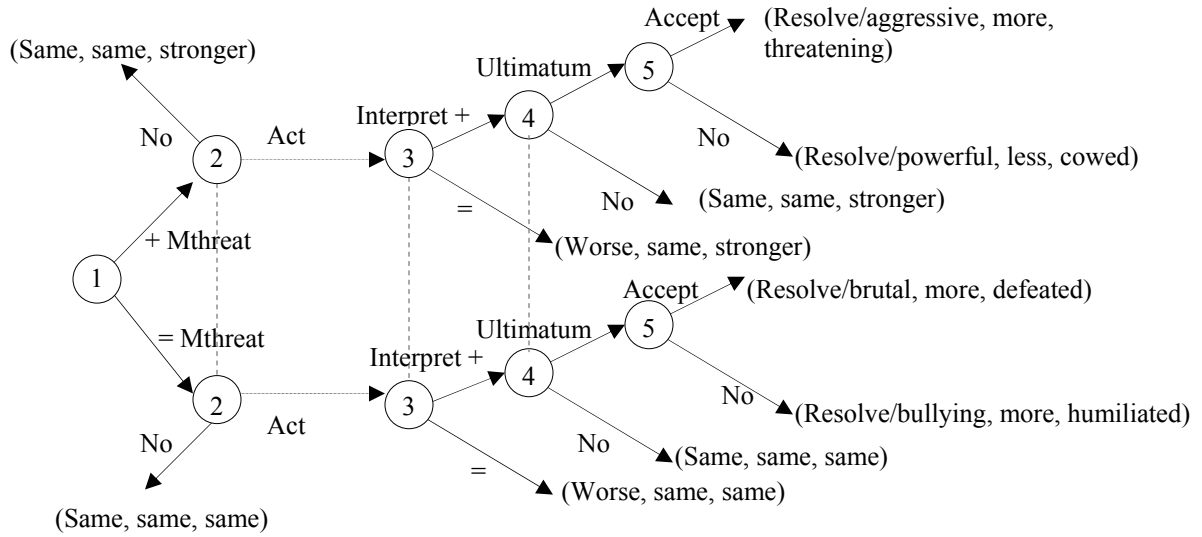 Accept
(Resolve/aggressive, more,
threatening)
(Same, same, stronger)
Ultimatum
5
Interpret +
4
No
No
Act
2
3
(Resolve/powerful, less, cowed)
No
(Same, same, stronger)
=
(Worse, same, stronger)
+ Mthreat
1
Accept
(Resolve/brutal, more, defeated)
= Mthreat
Ultimatum
5
Interpret +
4
2
3
No
(Resolve/bullying, more, humiliated)
Act
No
No
(Same, same, same)
=
(Worse, same, same)
(Same, same, same)